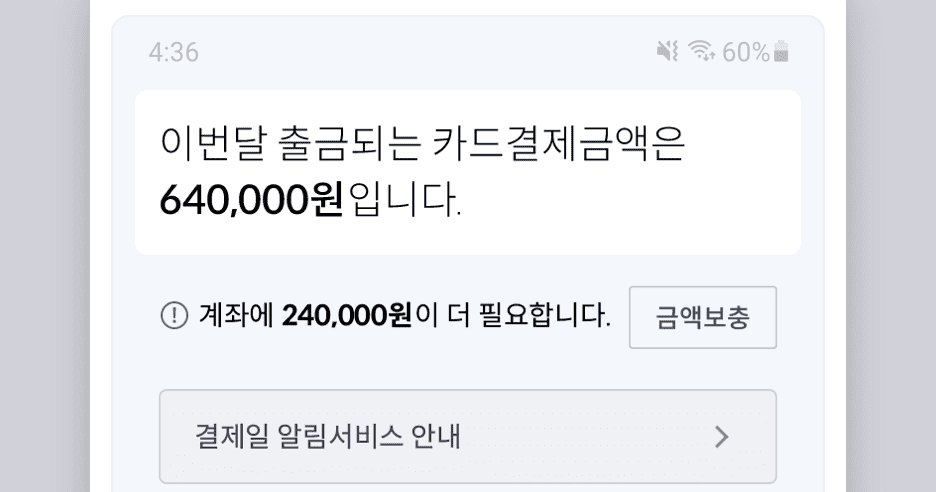 4:36 60%
이번달 출금되는 카드결제금액은
640,000원입니다.
계좌에 240,000원이 더 필요합니다. 금액보충
결제일 알림서비스 안내